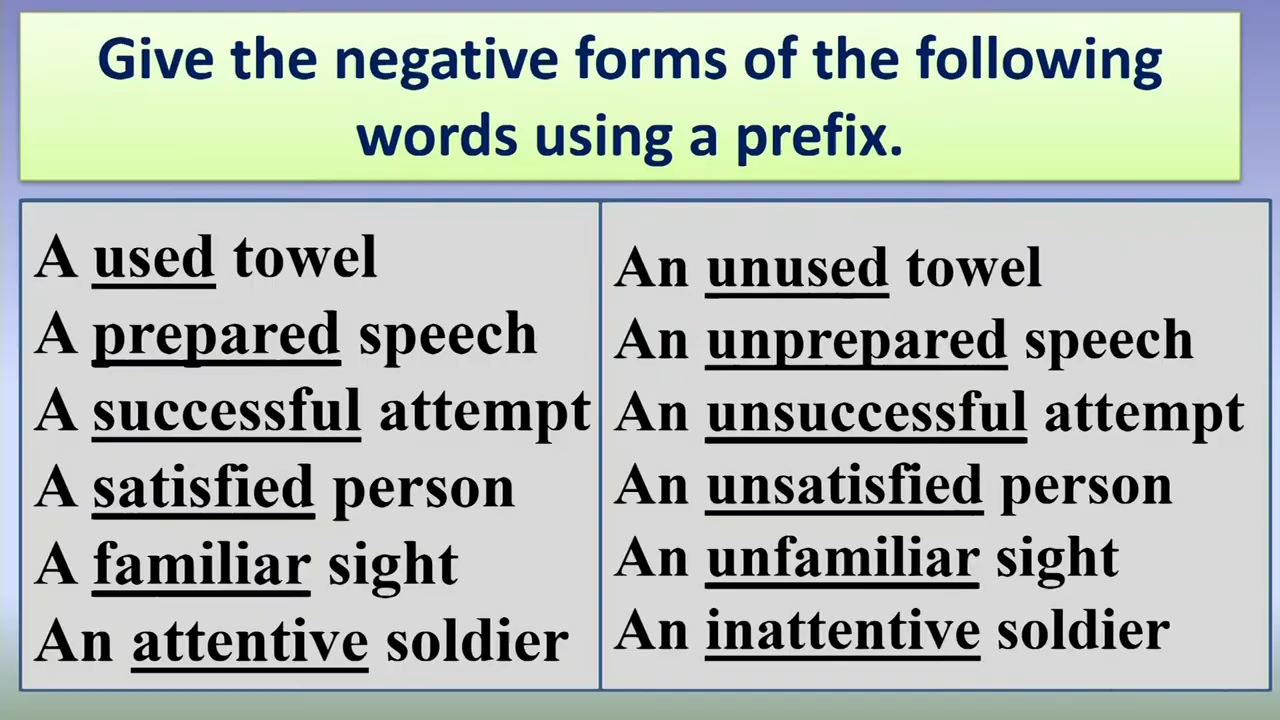 Give the negative forms of the following
words using a prefix.
A used towel
A prepared speech
A successful attempt
A satisfied person
A familiar sight
An attentive soldier
An unused towel
An unprepared speech
An unsuccessful attempt
An unsatisfied person
An unfamiliar sight
An inattentive soldier